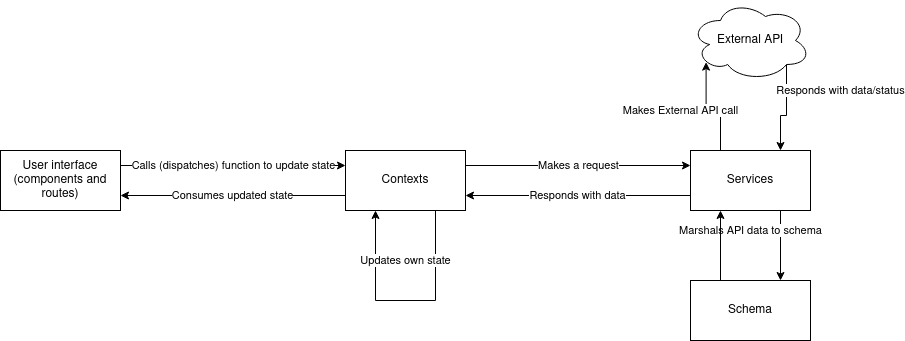 External API
Responds with data/status
Makes External API call
User interface
(components and
routes)
Calls (dispatches) function to update state
Contexts
Makes a request
Services
Consumes updated state
Responds with data
Marshals API data to schema
Updates own state
Schema